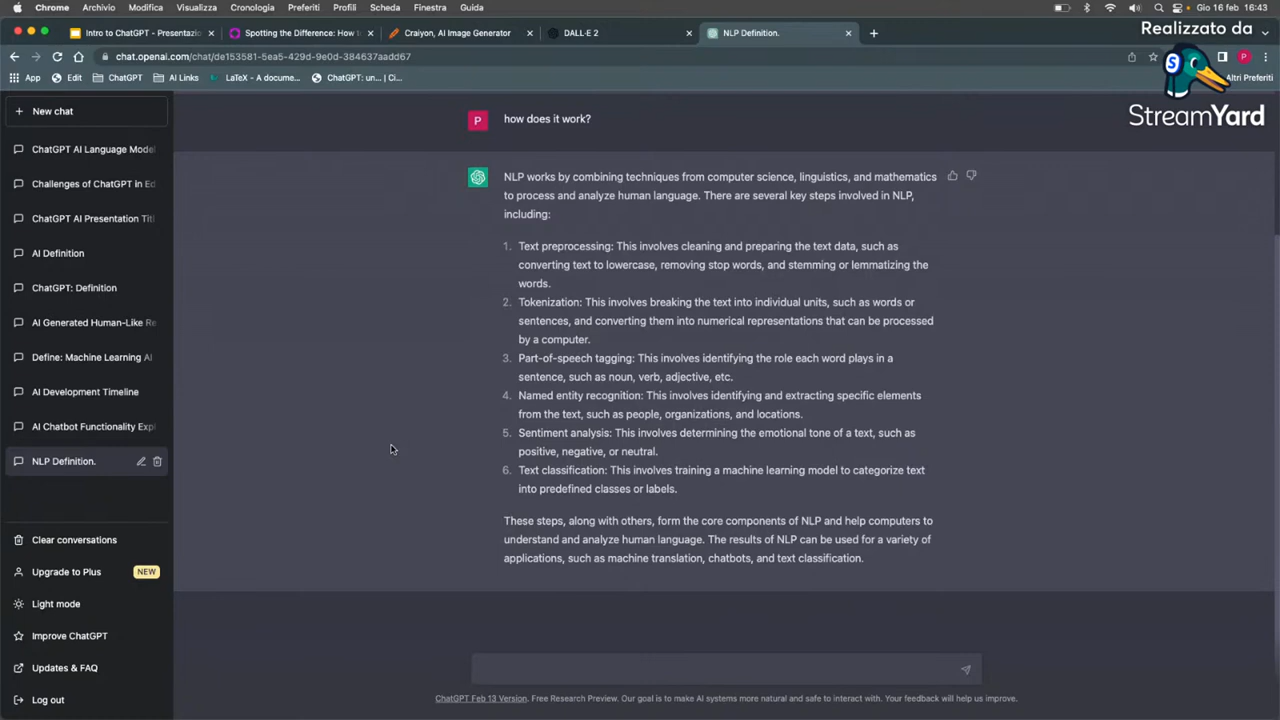 Chrome Archivio Modifica Visualizza Cronologia Preferiti Profili Scheda Finestra Guida Gio 16 feb 16:43
Intro to ChatGPT - Presentazio
Spotting the Difference: How t
Craiyon, AI Image Generator
DALL·E 2
NLP Definition.
Realizzato da
chat.openai.com/chat/de153581-5ea5-429d-9e0d-384637aadd67
App Edit ChatGPT AI Links LaTeX - A docume... ChatGPT: un... | Ci... Altri Preferiti
StreamYard
New chat
ChatGPT AI Language Model
Challenges of ChatGPT in Ed
ChatGPT AI Presentation Titl
AI Definition
ChatGPT: Definition
AI Generated Human-Like Re
Define: Machine Learning AI
AI Development Timeline
AI Chatbot Functionality Expl
NLP Definition.
Clear conversations
Upgrade to Plus NEW
Light mode
Improve ChatGPT
Updates & FAQ
Log out
P how does it work?
NLP works by combining techniques from computer science, linguistics, and mathematics
to process and analyze human language. There are several key steps involved in NLP,
including:
1. Text preprocessing: This involves cleaning and preparing the text data, such as
converting text to lowercase, removing stop words, and stemming or lemmatizing the
words.
2. Tokenization: This involves breaking the text into individual units, such as words or
sentences, and converting them into numerical representations that can be processed
by a computer.
3. Part-of-speech tagging: This involves identifying the role each word plays in a
sentence, such as noun, verb, adjective, etc.
4. Named entity recognition: This involves identifying and extracting specific elements
from the text, such as people, organizations, and locations.
5. Sentiment analysis: This involves determining the emotional tone of a text, such as
positive, negative, or neutral.
6. Text classification: This involves training a machine learning model to categorize text
into predefined classes or labels.
These steps, along with others, form the core components of NLP and help computers to
understand and analyze human language. The results of NLP can be used for a variety of
applications, such as machine translation, chatbots, and text classification.
ChatGPT Feb 13 Version. Free Research Preview. Our goal is to make AI systems more natural and safe to interact with. Your feedback will help us improve.